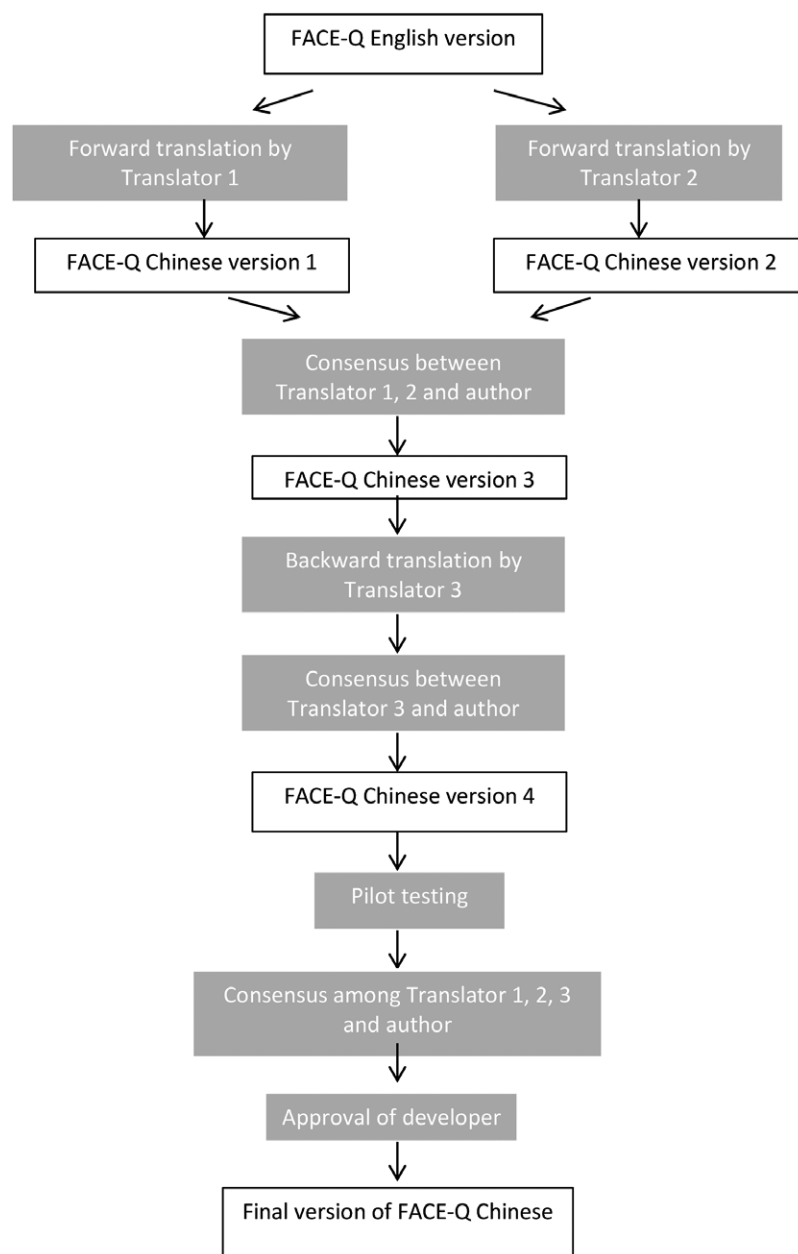 FACE-Q English version
Forward translation by
Translator 1
Forward translation by
Translator 2
FACE-Q Chinese version 1
FACE-Q Chinese version 2
Consensus between
Translator 1, 2 and author
FACE-Q Chinese version 3
Backward translation by
Translator 3
Consensus between
Translator 3 and author
FACE-Q Chinese version 4
Pilot testing
Consensus among Translator 1, 2, 3
and author
Approval of developer
Final version of FACE-Q Chinese